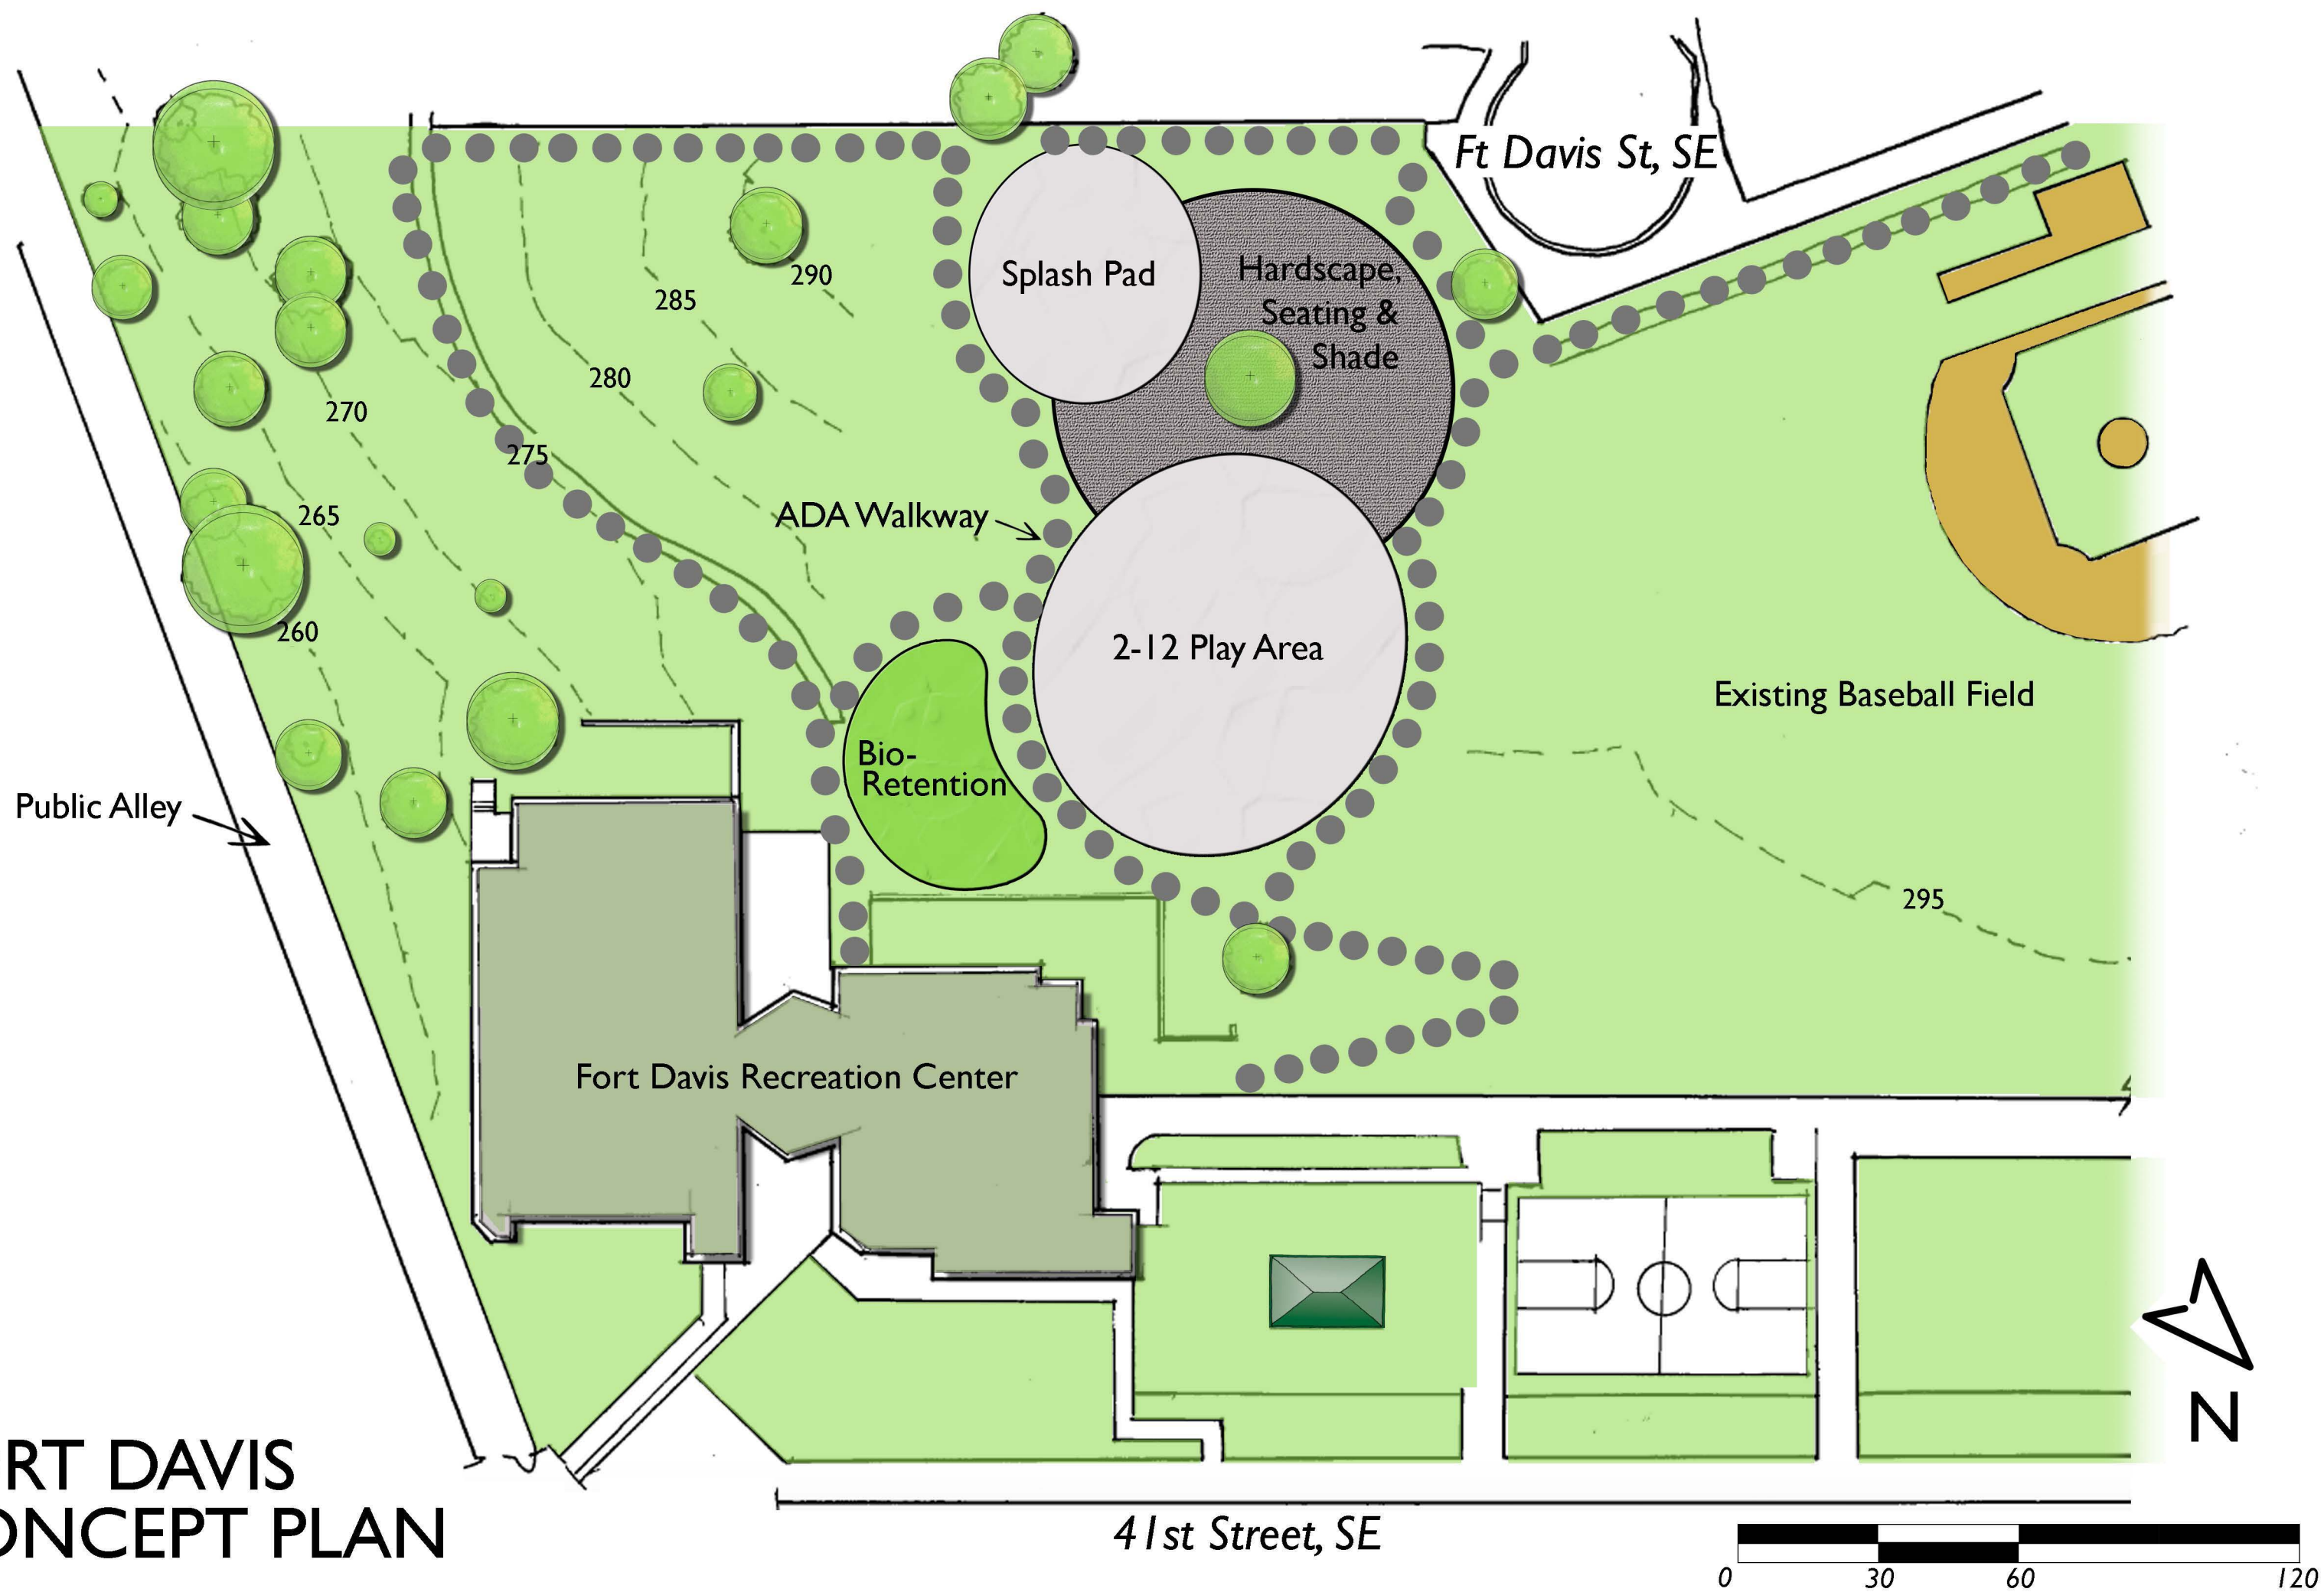 Ft Davis St, SE
Splash Pad
Hardscape,
Seating &
Shade
290
285
280
270
275
265
260
ADA Walkway
2-12 Play Area
Existing Baseball Field
Bio-
Retention
Public Alley
295
Fort Davis Recreation Center
N
RT DAVIS
ONCEPT PLAN
41st Street, SE
0 30 60 120